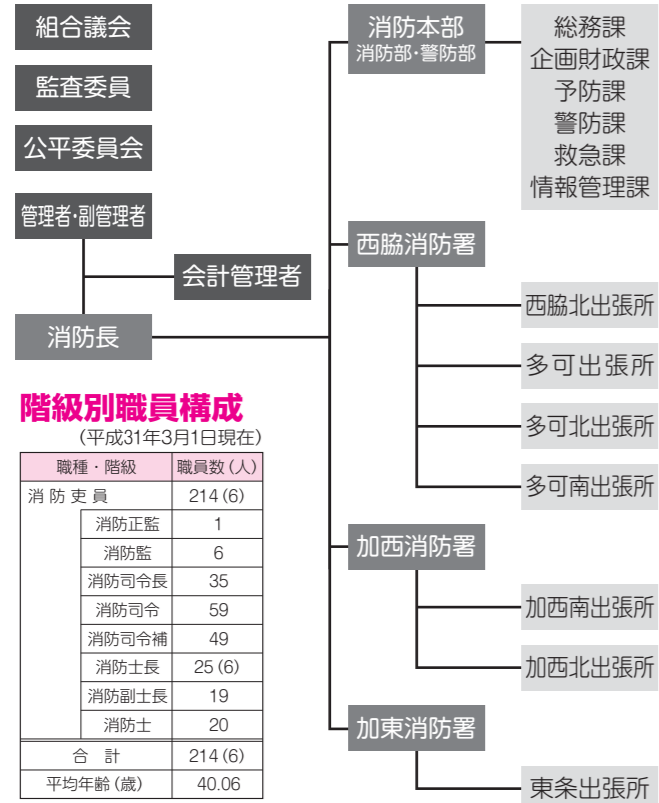 組合議会
監査委員
公平委員会
管理者・副管理者
会計管理者
消防長
消防本部
消防部・警防部
総務課
企画財政課
予防課
警防課
救急課
情報管理課
西脇消防署
西脇北出張所
多可出張所
多可北出張所
多可南出張所
加西消防署
加西南出張所
加西北出張所
加東消防署
東条出張所
階級別職員構成
(平成31年3月1日現在)
職種・階級 職員数(人)
消防吏員 214(6)
消防正監 1
消防監 6
消防司令長 35
消防司令 59
消防司令補 49
消防士長 25(6)
消防副士長 19
消防士 20
合 計 214(6)
平均年齢(歳) 40.06